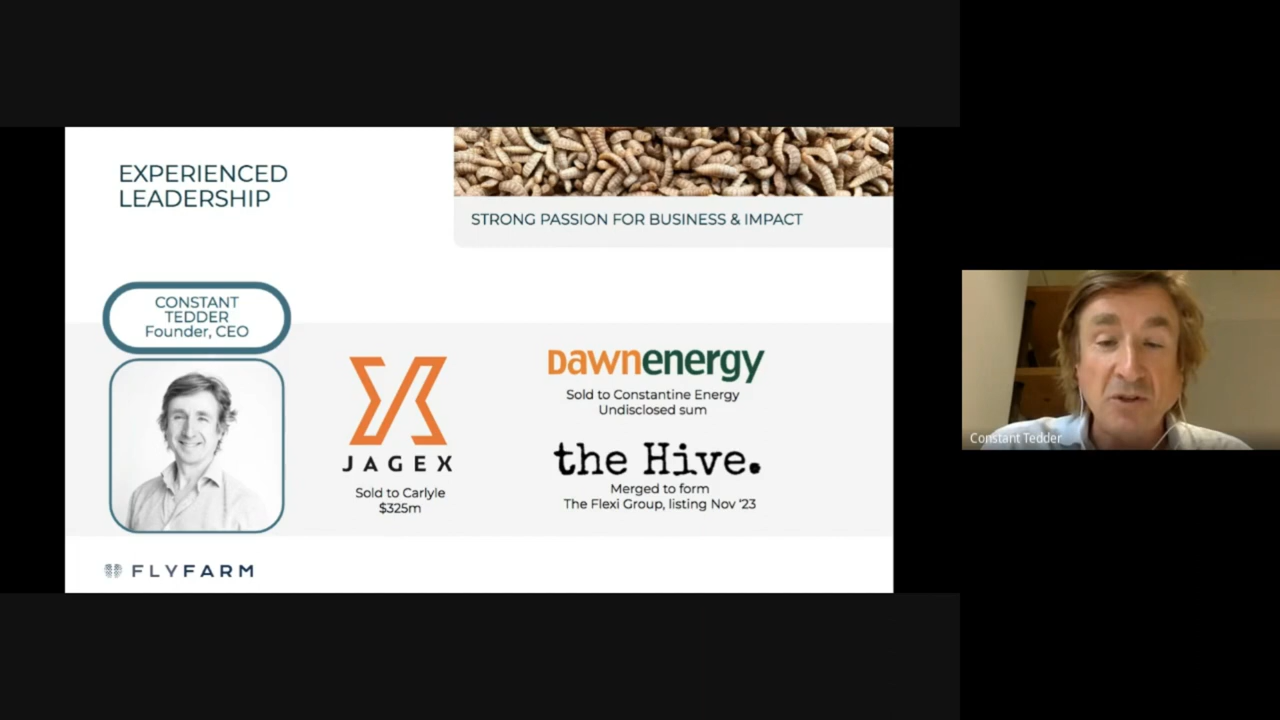 EXPERIENCED
LEADERSHIP
STRONG PASSION FOR BUSINESS & IMPACT
CONSTANT
TEDDER
Founder, CEO
JAGEX
Sold to Carlyle
$325m
DAWNenergy
Sold to Constantine Energy
Undisclosed sum
the Hive.
Merged to form
The Flexi Group, listing Nov '23
FLYFARM
Constant Tedder